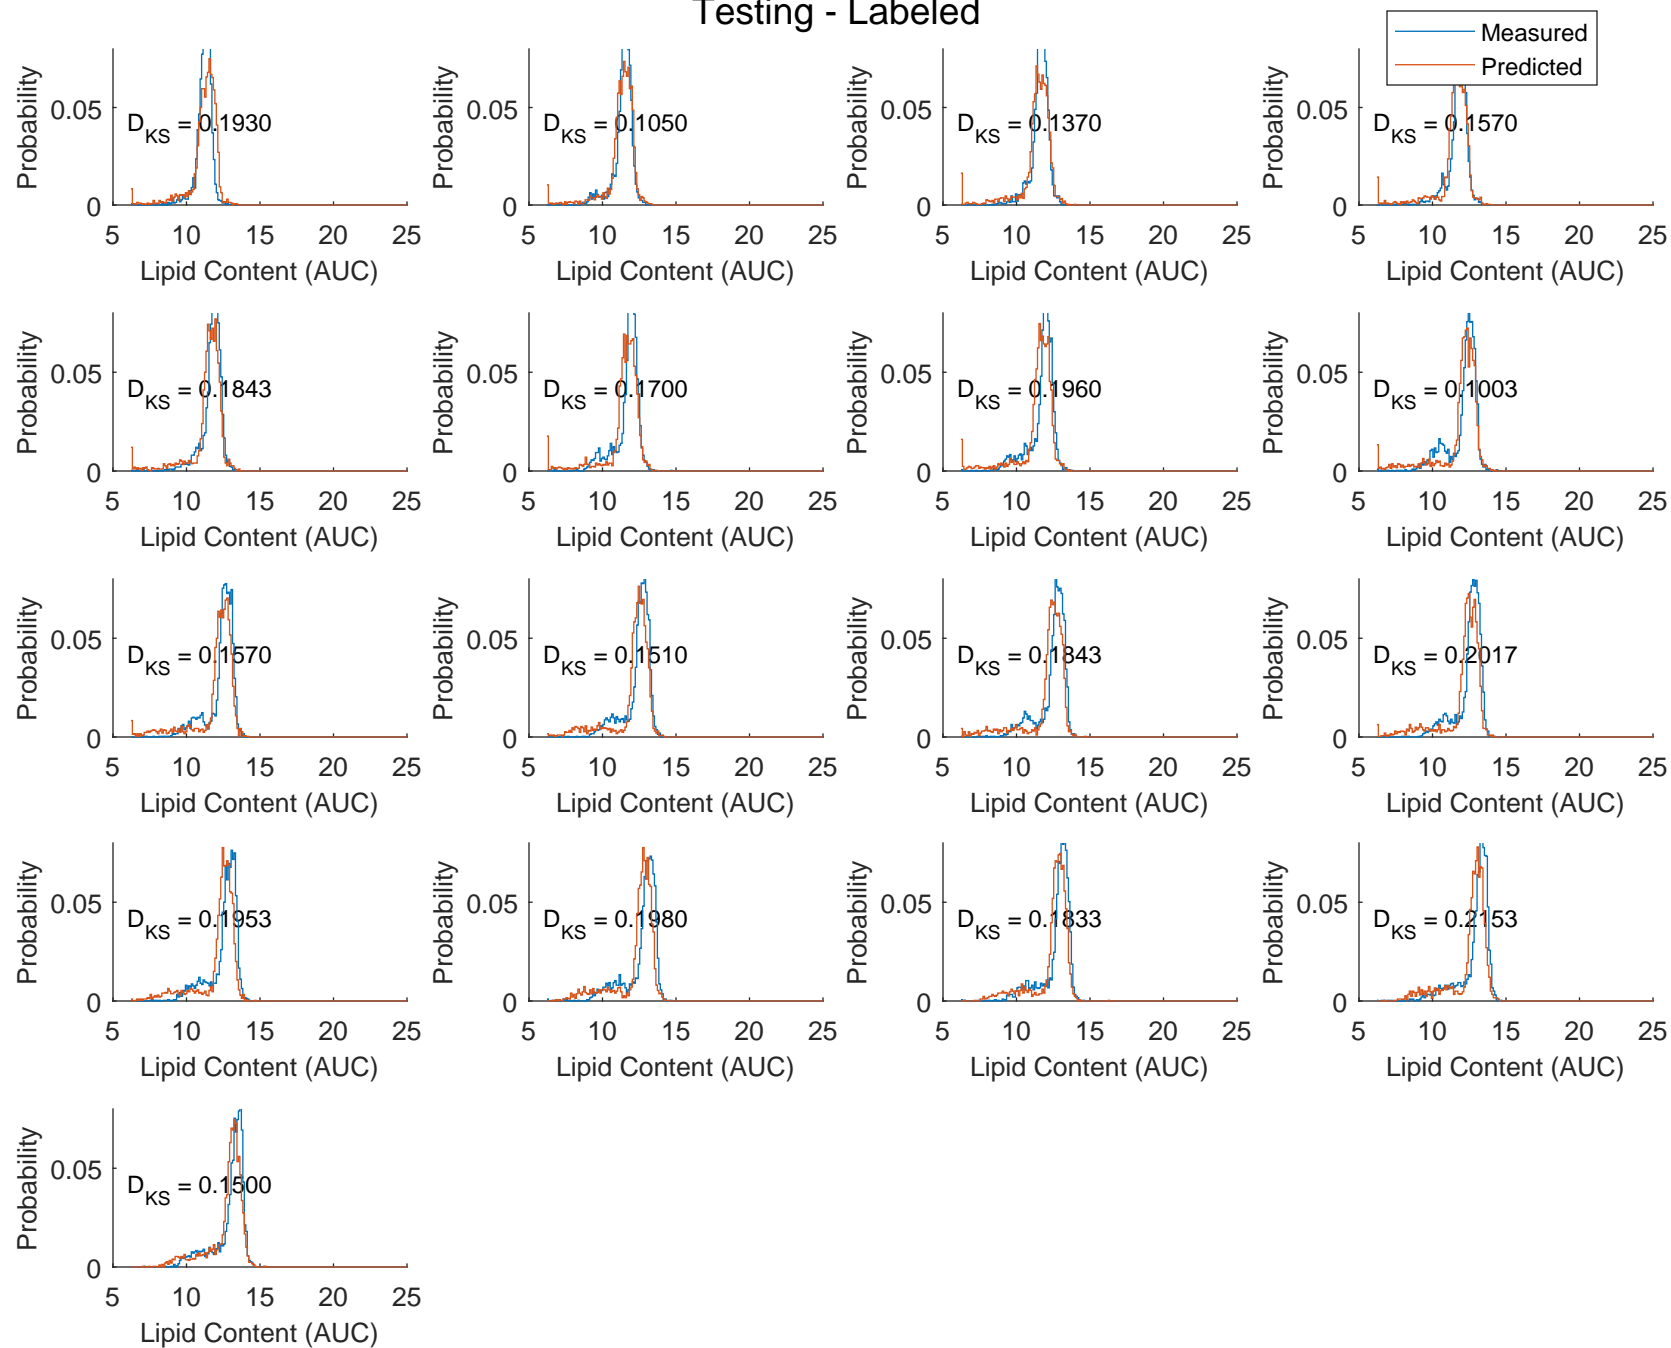 Testing - Labeled
Measured
Predicted
Probability
0.05
0
D_KS = 0.1930
5 10 15 20 25
Lipid Content (AUC)
Probability
0.05
0
D_KS = 0.1050
5 10 15 20 25
Lipid Content (AUC)
Probability
0.05
0
D_KS = 0.1370
5 10 15 20 25
Lipid Content (AUC)
Probability
0.05
0
D_KS = 0.1570
5 10 15 20 25
Lipid Content (AUC)
Probability
0.05
0
D_KS = 0.1843
5 10 15 20 25
Lipid Content (AUC)
Probability
0.05
0
D_KS = 0.1700
5 10 15 20 25
Lipid Content (AUC)
Probability
0.05
0
D_KS = 0.1960
5 10 15 20 25
Lipid Content (AUC)
Probability
0.05
0
D_KS = 0.1003
5 10 15 20 25
Lipid Content (AUC)
Probability
0.05
0
D_KS = 0.1570
5 10 15 20 25
Lipid Content (AUC)
Probability
0.05
0
D_KS = 0.1510
5 10 15 20 25
Lipid Content (AUC)
Probability
0.05
0
D_KS = 0.1843
5 10 15 20 25
Lipid Content (AUC)
Probability
0.05
0
D_KS = 0.2017
5 10 15 20 25
Lipid Content (AUC)
Probability
0.05
0
D_KS = 0.1953
5 10 15 20 25
Lipid Content (AUC)
Probability
0.05
0
D_KS = 0.1980
5 10 15 20 25
Lipid Content (AUC)
Probability
0.05
0
D_KS = 0.1833
5 10 15 20 25
Lipid Content (AUC)
Probability
0.05
0
D_KS = 0.2153
5 10 15 20 25
Lipid Content (AUC)
Probability
0.05
0
D_KS = 0.1500
5 10 15 20 25
Lipid Content (AUC)